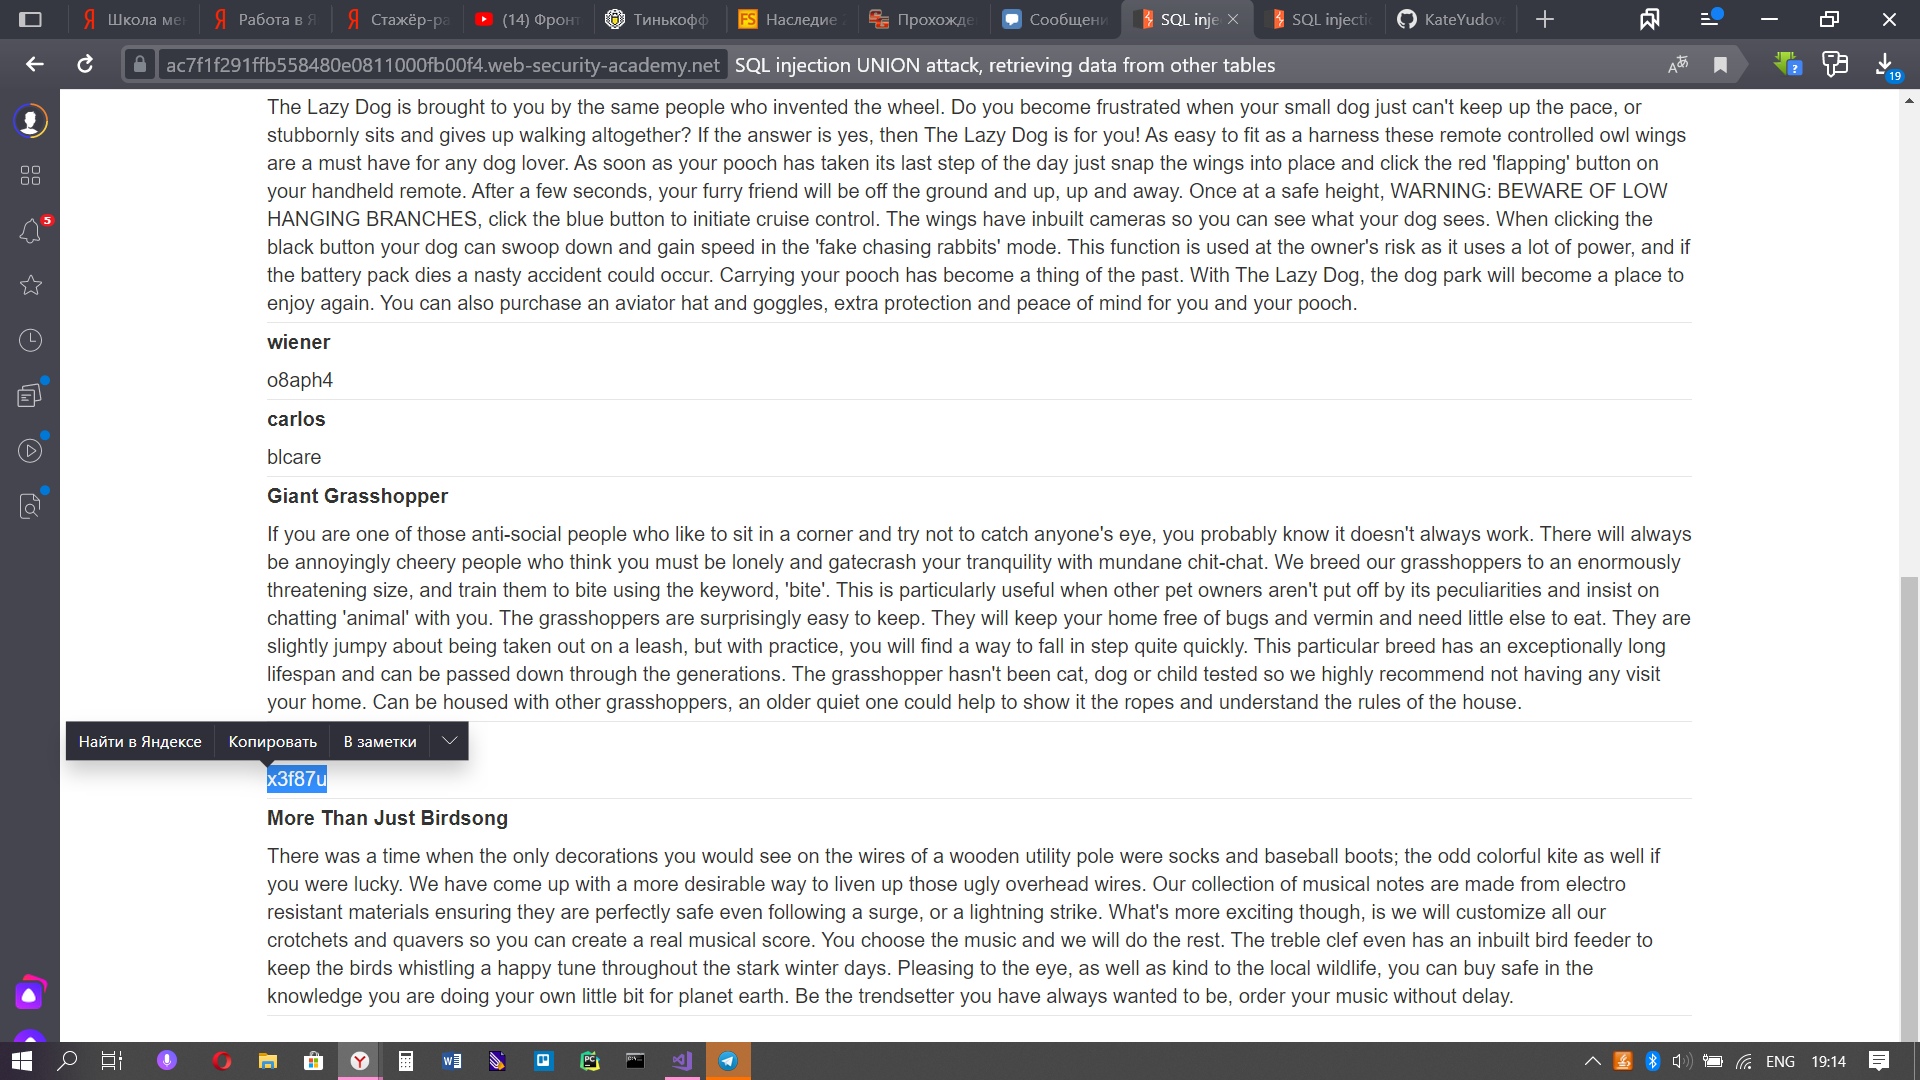 Школа ме
Работа в Я
Стажёр-ра
(14) Фронт
Тинькофф
FS Наследие
Прохожде
Сообщени
SQL inje
SQL injecti
KateYudov
ac7f1f291ffb558480e0811000fb00f4.web-security-academy.net SQL injection UNION attack, retrieving data from other tables
19
5
The Lazy Dog is brought to you by the same people who invented the wheel. Do you become frustrated when your small dog just can't keep up the pace, or
stubbornly sits and gives up walking altogether? If the answer is yes, then The Lazy Dog is for you! As easy to fit as a harness these remote controlled owl wings
are a must have for any dog lover. As soon as your pooch has taken its last step of the day just snap the wings into place and click the red 'flapping' button on
your handheld remote. After a few seconds, your furry friend will be off the ground and up, up and away. Once at a safe height, WARNING: BEWARE OF LOW
HANGING BRANCHES, click the blue button to initiate cruise control. The wings have inbuilt cameras so you can see what your dog sees. When clicking the
black button your dog can swoop down and gain speed in the 'fake chasing rabbits' mode. This function is used at the owner's risk as it uses a lot of power, and if
the battery pack dies a nasty accident could occur. Carrying your pooch has become a thing of the past. With The Lazy Dog, the dog park will become a place to
enjoy again. You can also purchase an aviator hat and goggles, extra protection and peace of mind for you and your pooch.
wiener
o8aph4
carlos
blcare
Giant Grasshopper
If you are one of those anti-social people who like to sit in a corner and try not to catch anyone's eye, you probably know it doesn't always work. There will always
be annoyingly cheery people who think you must be lonely and gatecrash your tranquility with mundane chit-chat. We breed our grasshoppers to an enormously
threatening size, and train them to bite using the keyword, 'bite'. This is particularly useful when other pet owners aren't put off by its peculiarities and insist on
chatting 'animal' with you. The grasshoppers are surprisingly easy to keep. They will keep your home free of bugs and vermin and need little else to eat. They are
slightly jumpy about being taken out on a leash, but with practice, you will find a way to fall in step quite quickly. This particular breed has an exceptionally long
lifespan and can be passed down through the generations. The grasshopper hasn't been cat, dog or child tested so we highly recommend not having any visit
your home. Can be housed with other grasshoppers, an older quiet one could help to show it the ropes and understand the rules of the house.
Найти в Яндексе Копировать В заметки
x3f87u
More Than Just Birdsong
There was a time when the only decorations you would see on the wires of a wooden utility pole were socks and baseball boots; the odd colorful kite as well if
you were lucky. We have come up with a more desirable way to liven up those ugly overhead wires. Our collection of musical notes are made from electro
resistant materials ensuring they are perfectly safe even following a surge, or a lightning strike. What's more exciting though, is we will customize all our
crotchets and quavers so you can create a real musical score. You choose the music and we will do the rest. The treble clef even has an inbuilt bird feeder to
keep the birds whistling a happy tune throughout the stark winter days. Pleasing to the eye, as well as kind to the local wildlife, you can buy safe in the
knowledge you are doing your own little bit for planet earth. Be the trendsetter you have always wanted to be, order your music without delay.
ENG 19:14